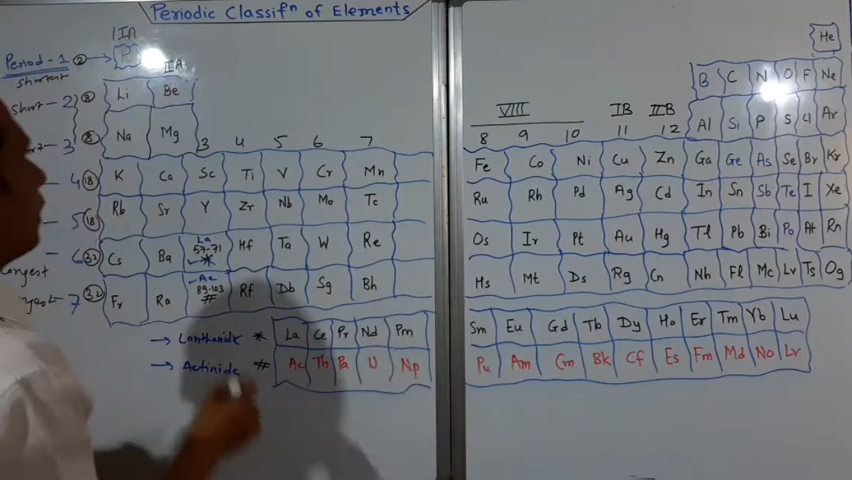 Periodic Classifⁿ of Elements
IA
He
Period-1 ②
shortest
IIIA
B C N O F Ne
Li Be
short - 2
VIII IB IIB
Na Mg
Al Si P S Cl Ar
3 3 4 5 6 7 8 9 10 11 12
4 ⑱ K Ca Sc Ti V Cr Mn Fe Co Ni Cu Zn Ga Ge As Se Br Kr
5 ⑱ Rb Sr Y Zr Nb Mo Tc Ru Rh Pd Ag Cd In Sn Sb Te I Xe
6 ㉜ Cs Ba La 57-71 * Hf Ta W Re Os Ir Pt Au Hg Tl Pb Bi Po At Rn
longest
7 ㉜ Fr Ra Ac 89-103 # Rf Db Sg Bh Hs Mt Ds Rg Cn Nh Fl Mc Lv Ts Og
→ Lanthanide * La Ce Pr Nd Pm Sm Eu Gd Tb Dy Ho Er Tm Yb Lu
→ Actinide # Ac Th Pa U Np Pu Am Cm Bk Cf Es Fm Md No Lr